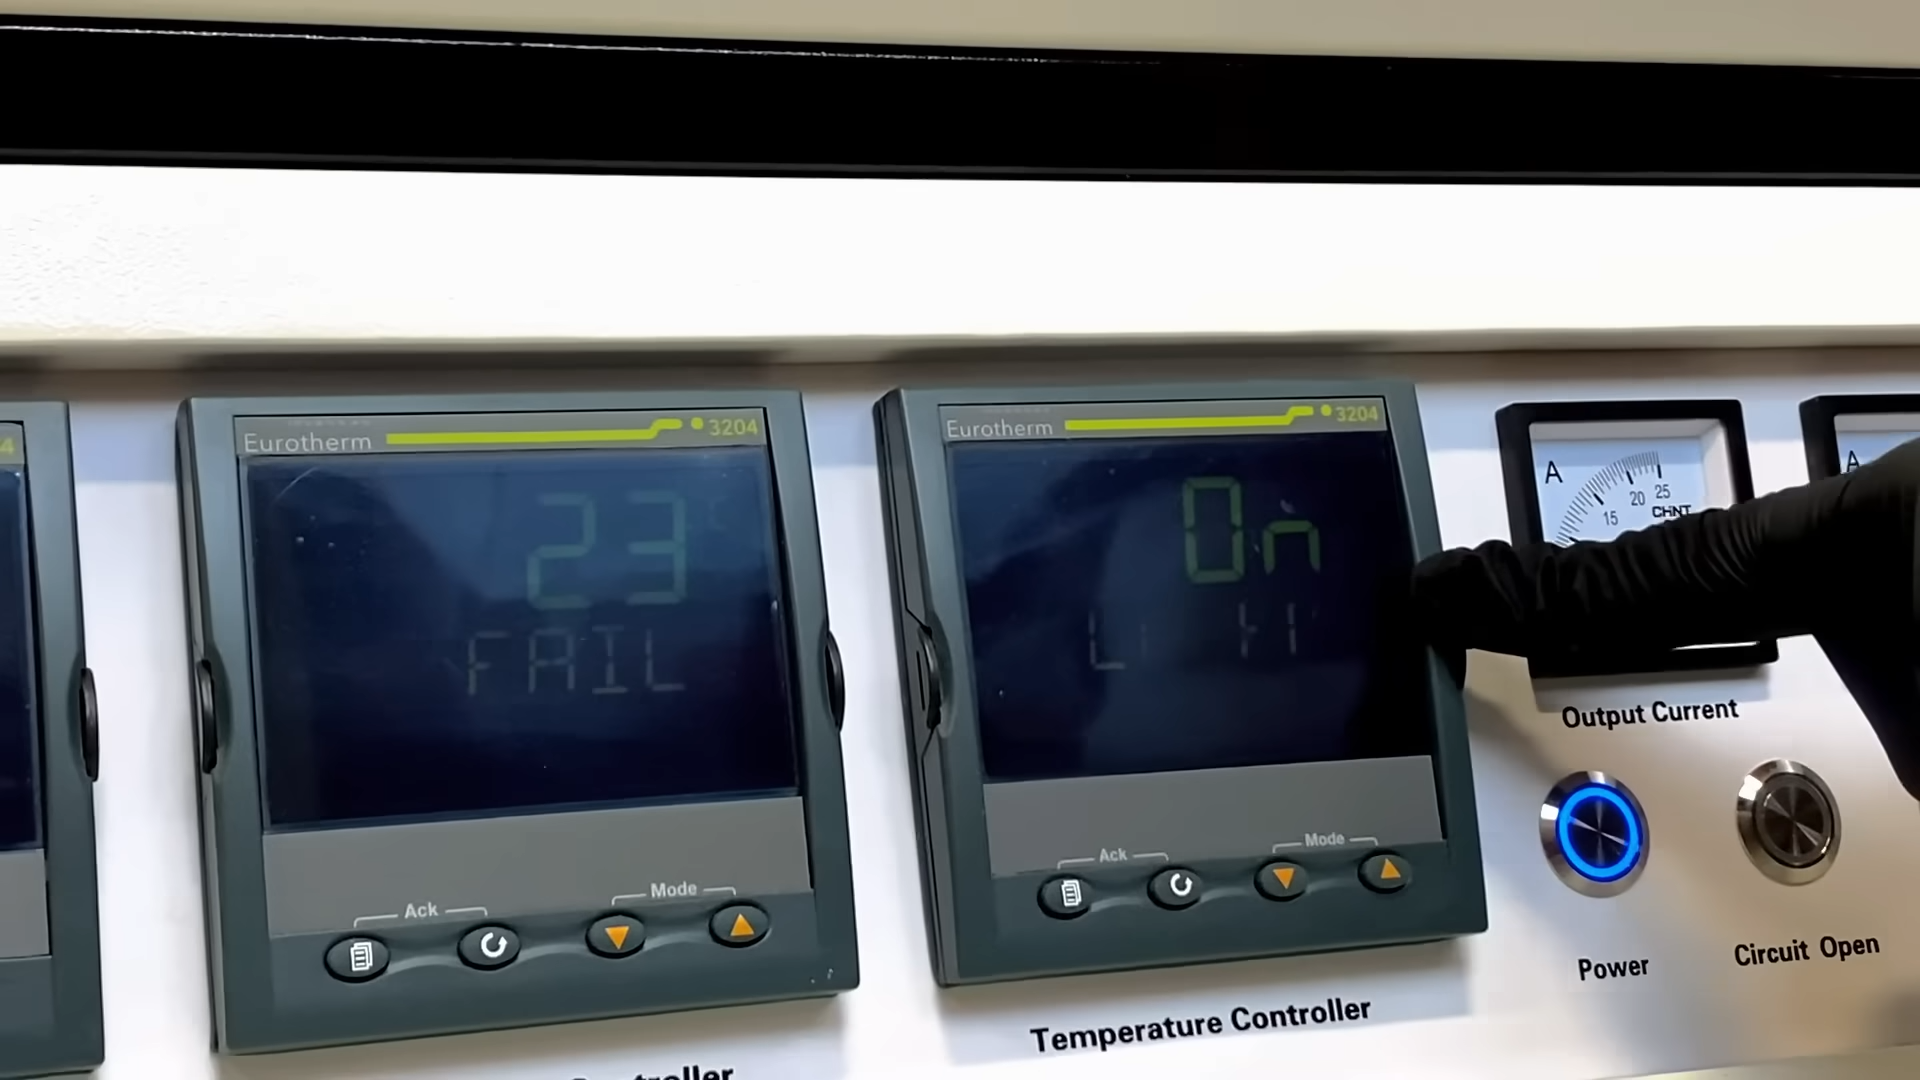 4
Eurotherm 3204
23
FAIL
Ack
Mode
Eurotherm 3204
On
Ack
Mode
Temperature Controller
A
15 20 25
CHNT
Output Current
A
Power
Circuit Open